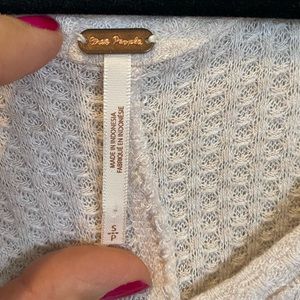 Free People
MADE IN INDONESIA
FABRIQUÉ EN INDONÉSIE
S
P